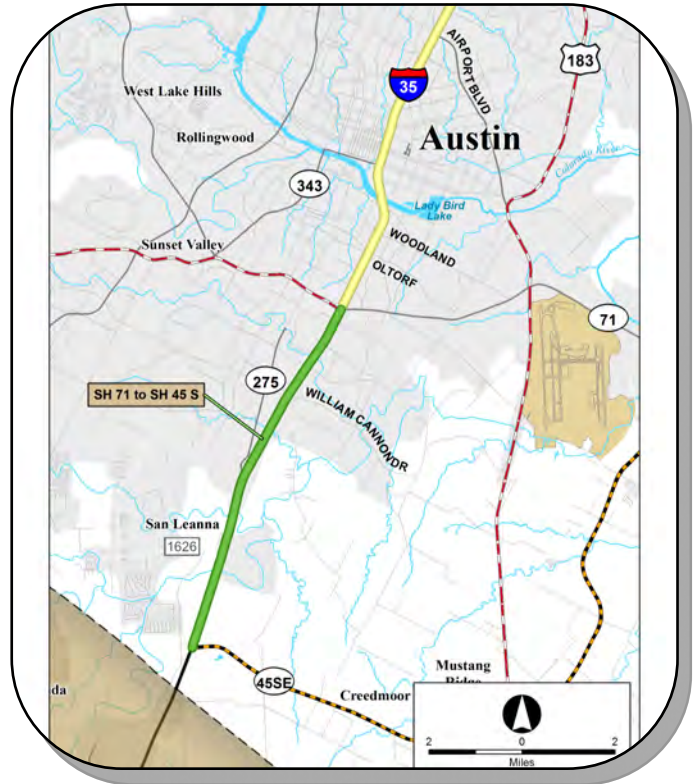 AIRPORT BLVD
183
West Lake Hills
35
Rollingwood
Austin
Colorado River
343
Lady Bird
Lake
Sunset Valley
WOODLAND
OLTORF
71
275
SH 71 to SH 45 S
WILLIAM CANNONDR
San Leanna
1626
45SE
Mustang
Ridge
Creedmoor
da
2 0 2
Miles